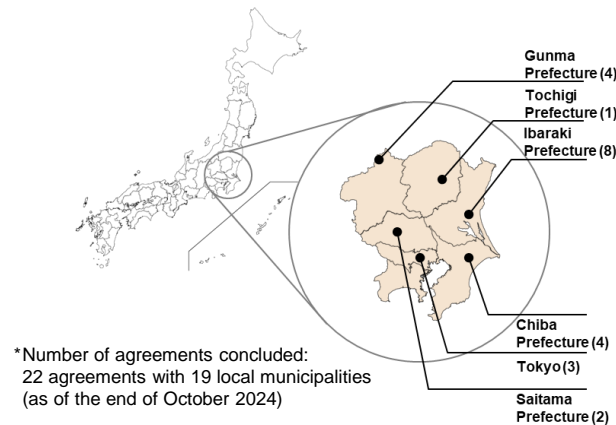 Gunma
Prefecture (4)
Tochigi
Prefecture (1)
Ibaraki
Prefecture (8)
Chiba
Prefecture (4)
Tokyo (3)
Saitama
Prefecture (2)
*Number of agreements concluded:
22 agreements with 19 local municipalities
(as of the end of October 2024)